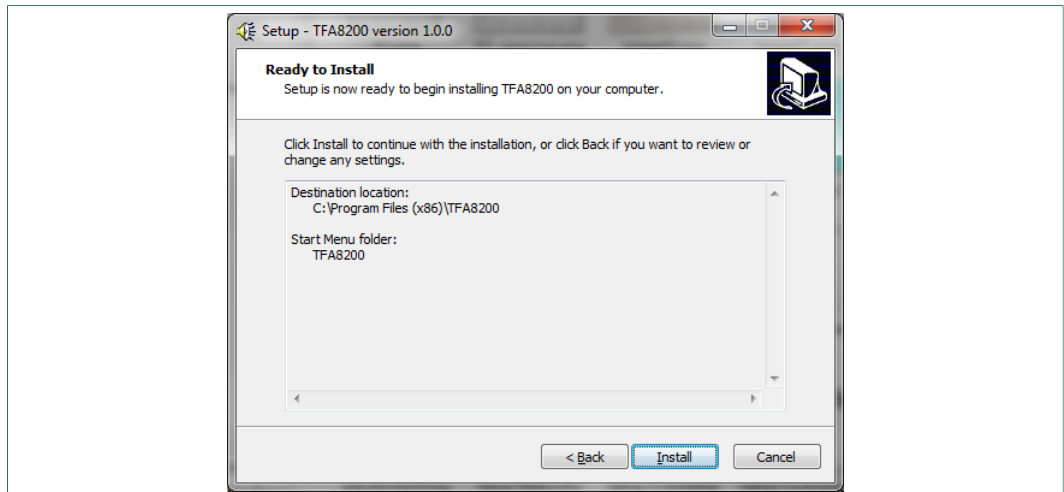 Setup - TFA8200 version 1.0.0
Ready to Install
Setup is now ready to begin installing TFA8200 on your computer.
Click Install to continue with the installation, or click Back if you want to review or
change any settings.
Destination location:
C:\Program Files (x86)\TFA8200
Start Menu folder:
TFA8200
< Back
Install
Cancel